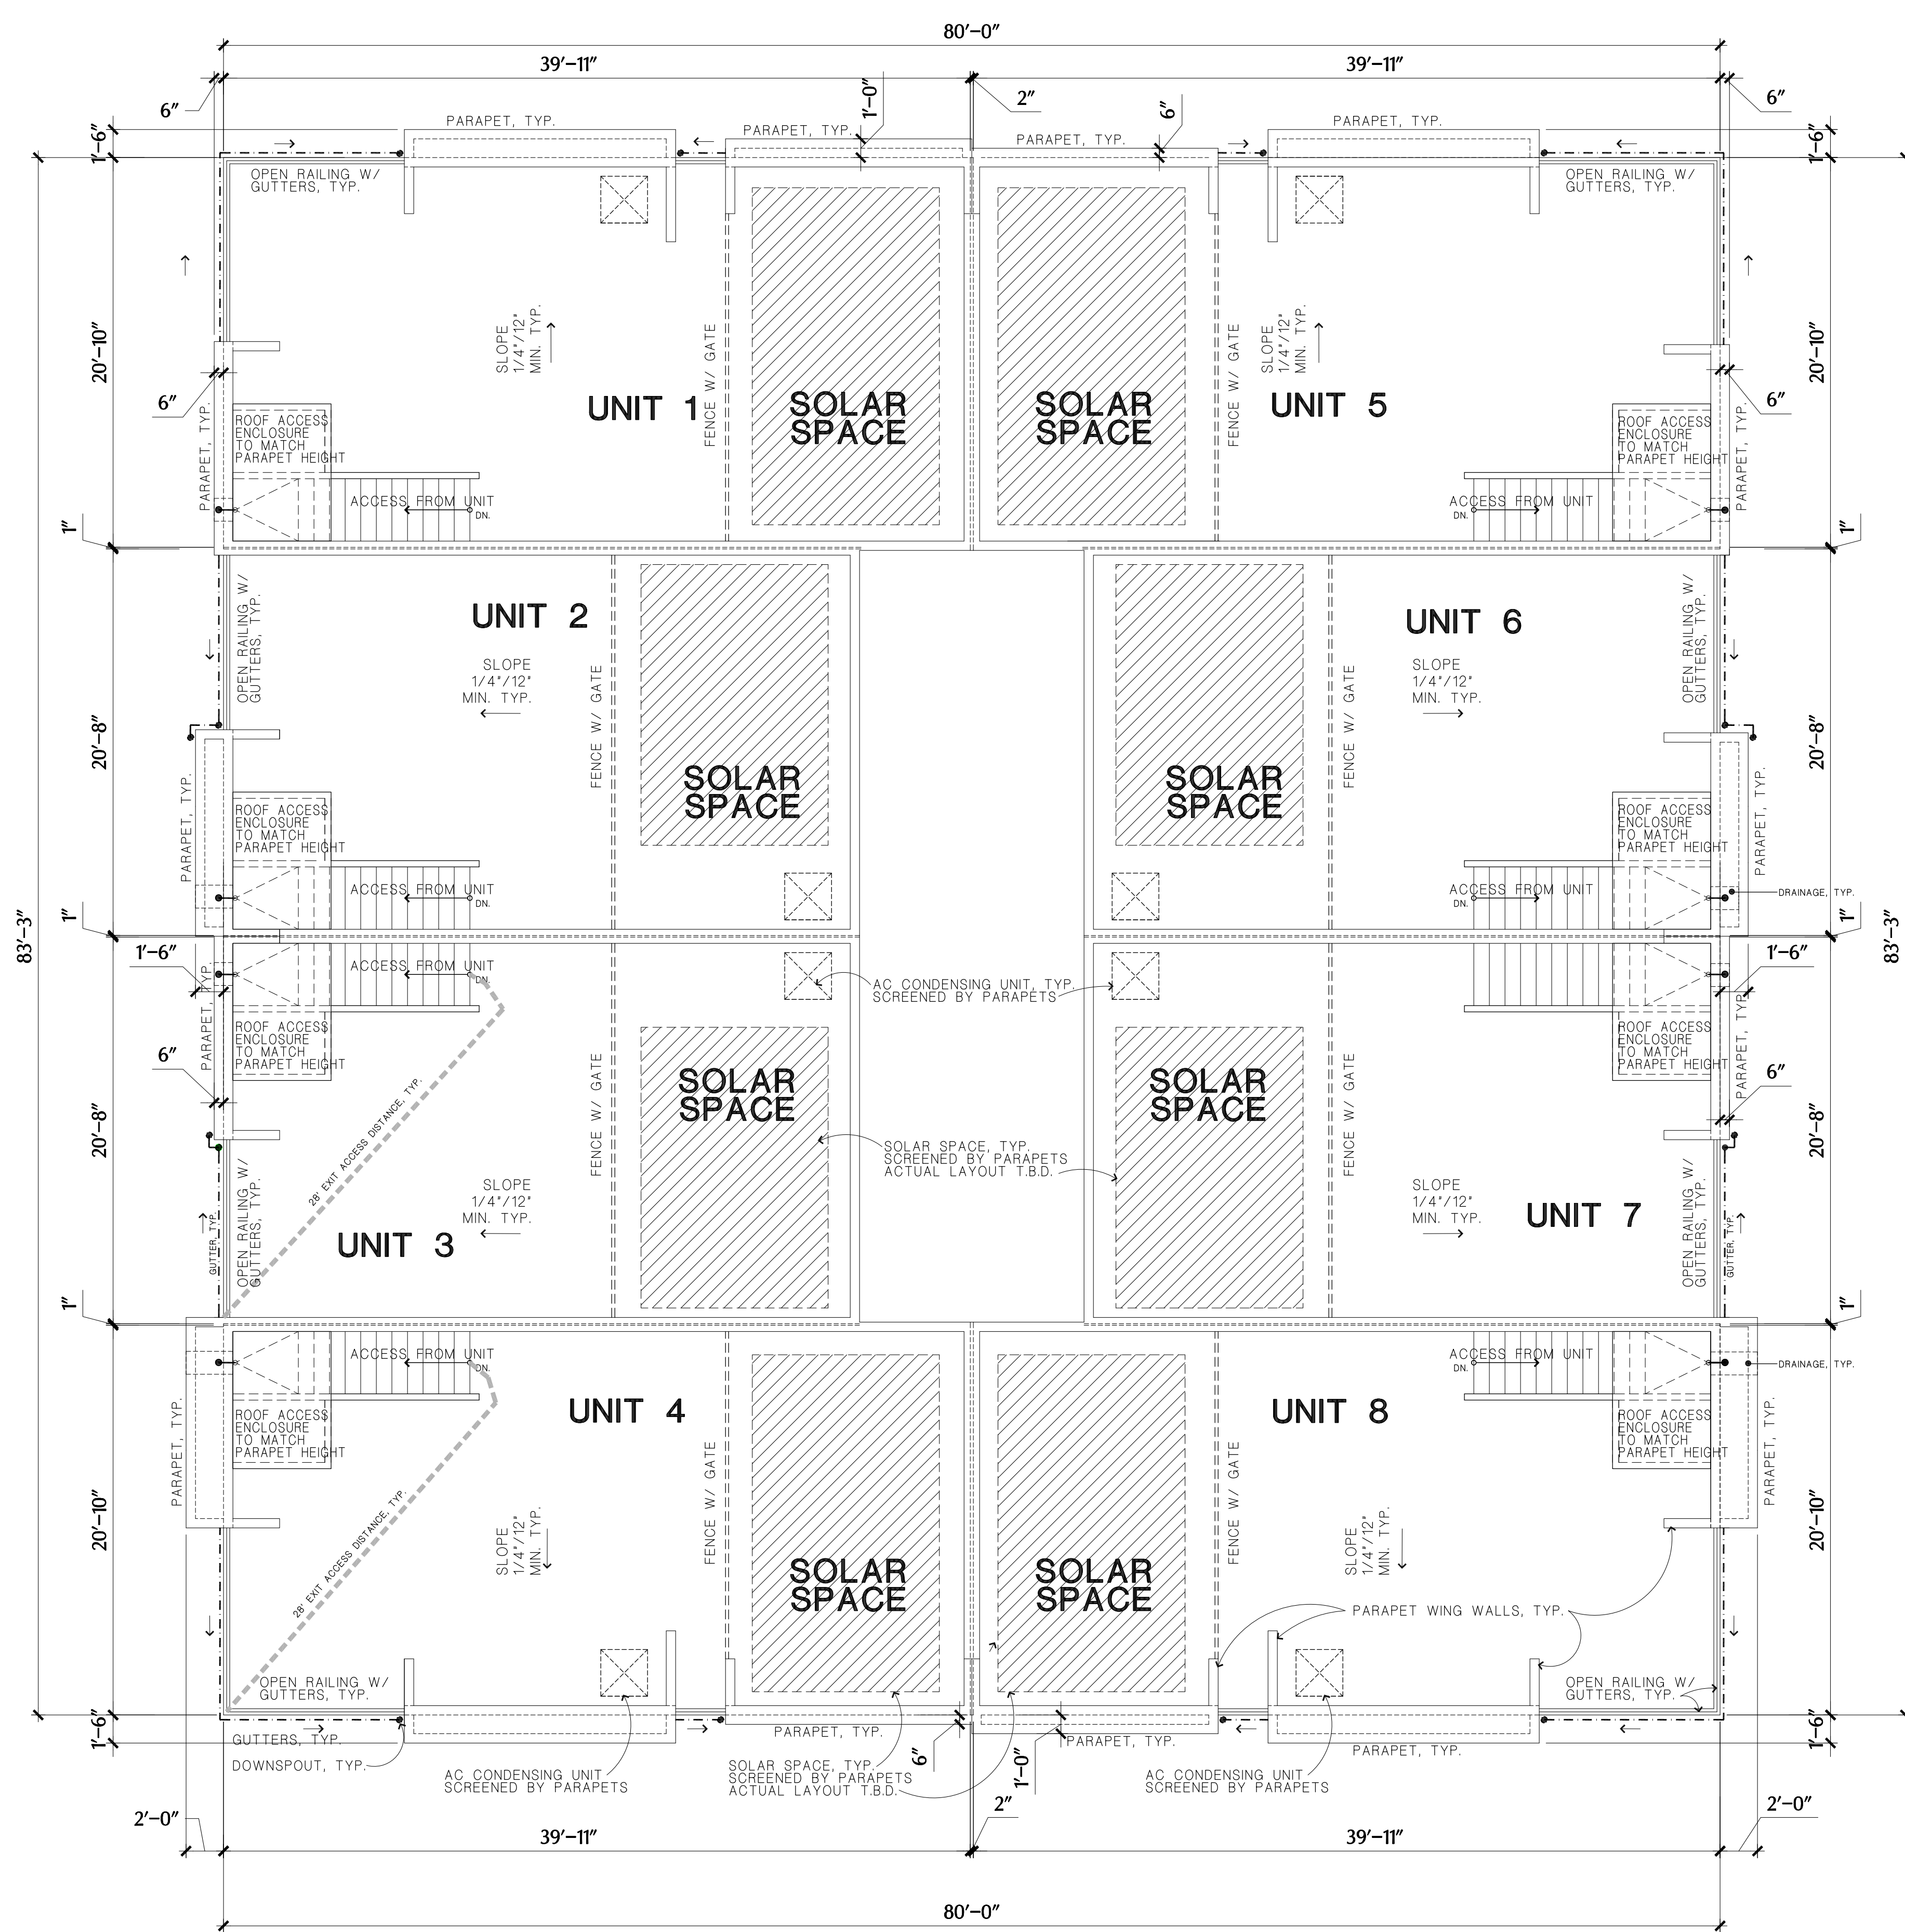 80'-0"
39'-11"
39'-11"
6"
1'-0"
2"
6"
6"
1'-6"
PARAPET, TYP.
PARAPET, TYP.
PARAPET, TYP.
PARAPET, TYP.
1'-6"
OPEN RAILING W/
GUTTERS, TYP.
OPEN RAILING W/
GUTTERS, TYP.
20'-10"
SLOPE
1/4"/12"
MIN. TYP.
FENCE W/ GATE
FENCE W/ GATE
SLOPE
1/4"/12"
MIN. TYP.
20'-10"
6"
UNIT 1
SOLAR
SPACE
SOLAR
SPACE
UNIT 5
6"
PARAPET, TYP.
ROOF ACCESS
ENCLOSURE
TO MATCH
PARAPET HEIGHT
ROOF ACCESS
ENCLOSURE
TO MATCH
PARAPET HEIGHT
PARAPET, TYP.
ACCESS FROM UNIT
DN.
ACCESS FROM UNIT
DN.
1"
1"
OPEN RAILING W/
GUTTERS, TYP.
UNIT 2
UNIT 6
OPEN RAILING W/
GUTTERS, TYP.
SLOPE
1/4"/12"
MIN. TYP.
FENCE W/ GATE
FENCE W/ GATE
SLOPE
1/4"/12"
MIN. TYP.
20'-8"
20'-8"
SOLAR
SPACE
SOLAR
SPACE
PARAPET, TYP.
ROOF ACCESS
ENCLOSURE
TO MATCH
PARAPET HEIGHT
ROOF ACCESS
ENCLOSURE
TO MATCH
PARAPET HEIGHT
PARAPET, TYP.
ACCESS FROM UNIT
DN.
ACCESS FROM UNIT
DN.
DRAINAGE, TYP.
83'-3"
1"
1"
83'-3"
1'-6"
PARAPET, TYP.
ACCESS FROM UNIT
DN.
AC CONDENSING UNIT, TYP.
SCREENED BY PARAPETS
1'-6"
PARAPET, TYP.
ROOF ACCESS
ENCLOSURE
TO MATCH
PARAPET HEIGHT
ROOF ACCESS
ENCLOSURE
TO MATCH
PARAPET HEIGHT
6"
6"
28' EXIT ACCESS DISTANCE, TYP.
SOLAR
SPACE
SOLAR
SPACE
20'-8"
FENCE W/ GATE
FENCE W/ GATE
20'-8"
SOLAR SPACE, TYP.
SCREENED BY PARAPETS
ACTUAL LAYOUT T.B.D.
SLOPE
1/4"/12"
MIN. TYP.
SLOPE
1/4"/12"
MIN. TYP.
GUTTER, TYP.
OPEN RAILING W/
GUTTERS, TYP.
UNIT 3
UNIT 7
OPEN RAILING W/
GUTTERS, TYP.
GUTTER, TYP.
1"
1"
ACCESS FROM UNIT
DN.
ACCESS FROM UNIT
DN.
DRAINAGE, TYP.
UNIT 4
UNIT 8
PARAPET, TYP.
ROOF ACCESS
ENCLOSURE
TO MATCH
PARAPET HEIGHT
ROOF ACCESS
ENCLOSURE
TO MATCH
PARAPET HEIGHT
PARAPET, TYP.
20'-10"
28' EXIT ACCESS DISTANCE, TYP.
SLOPE
1/4"/12"
MIN. TYP.
FENCE W/ GATE
FENCE W/ GATE
SLOPE
1/4"/12"
MIN. TYP.
20'-10"
SOLAR
SPACE
SOLAR
SPACE
PARAPET WING WALLS, TYP.
OPEN RAILING W/
GUTTERS, TYP.
OPEN RAILING W/
GUTTERS, TYP.
1'-6"
GUTTERS, TYP.
PARAPET, TYP.
PARAPET, TYP.
PARAPET, TYP.
1'-6"
DOWNSPOUT, TYP.
AC CONDENSING UNIT
SCREENED BY PARAPETS
SOLAR SPACE, TYP.
SCREENED BY PARAPETS
ACTUAL LAYOUT T.B.D.
6"
1'-0"
AC CONDENSING UNIT
SCREENED BY PARAPETS
2'-0"
2"
2'-0"
39'-11"
39'-11"
80'-0"